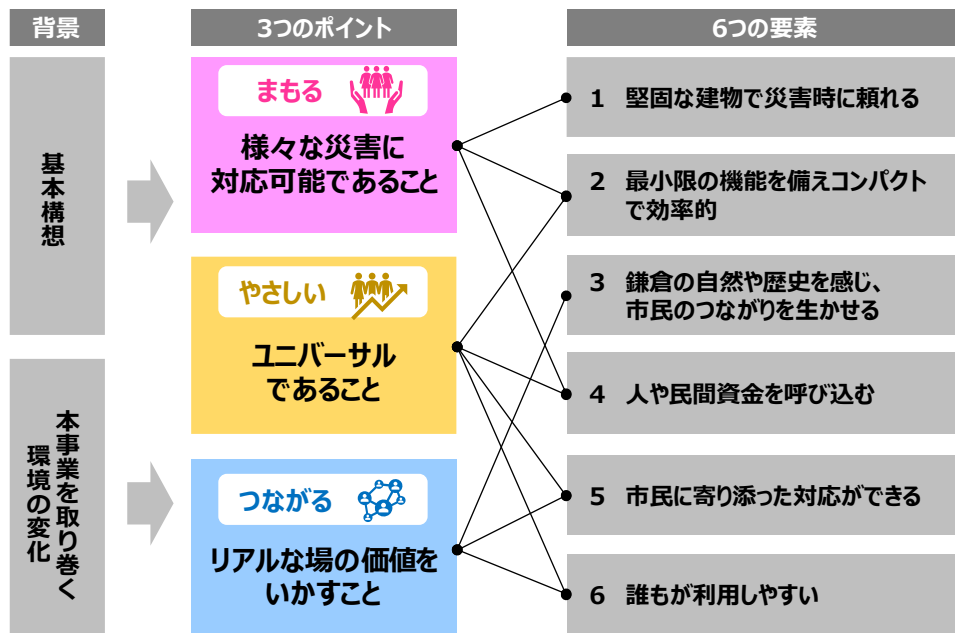 背景
3つのポイント
6つの要素
基本構想
本事業を取り巻く
環境の変化
まもる
様々な災害に
対応可能であること
やさしい
ユニバーサル
であること
つながる
リアルな場の価値を
いかすこと
1 堅固な建物で災害時に頼れる
2 最小限の機能を備えコンパクト
で効率的
3 鎌倉の自然や歴史を感じ、
市民のつながりを生かせる
4 人や民間資金を呼び込む
5 市民に寄り添った対応ができる
6 誰もが利用しやすい